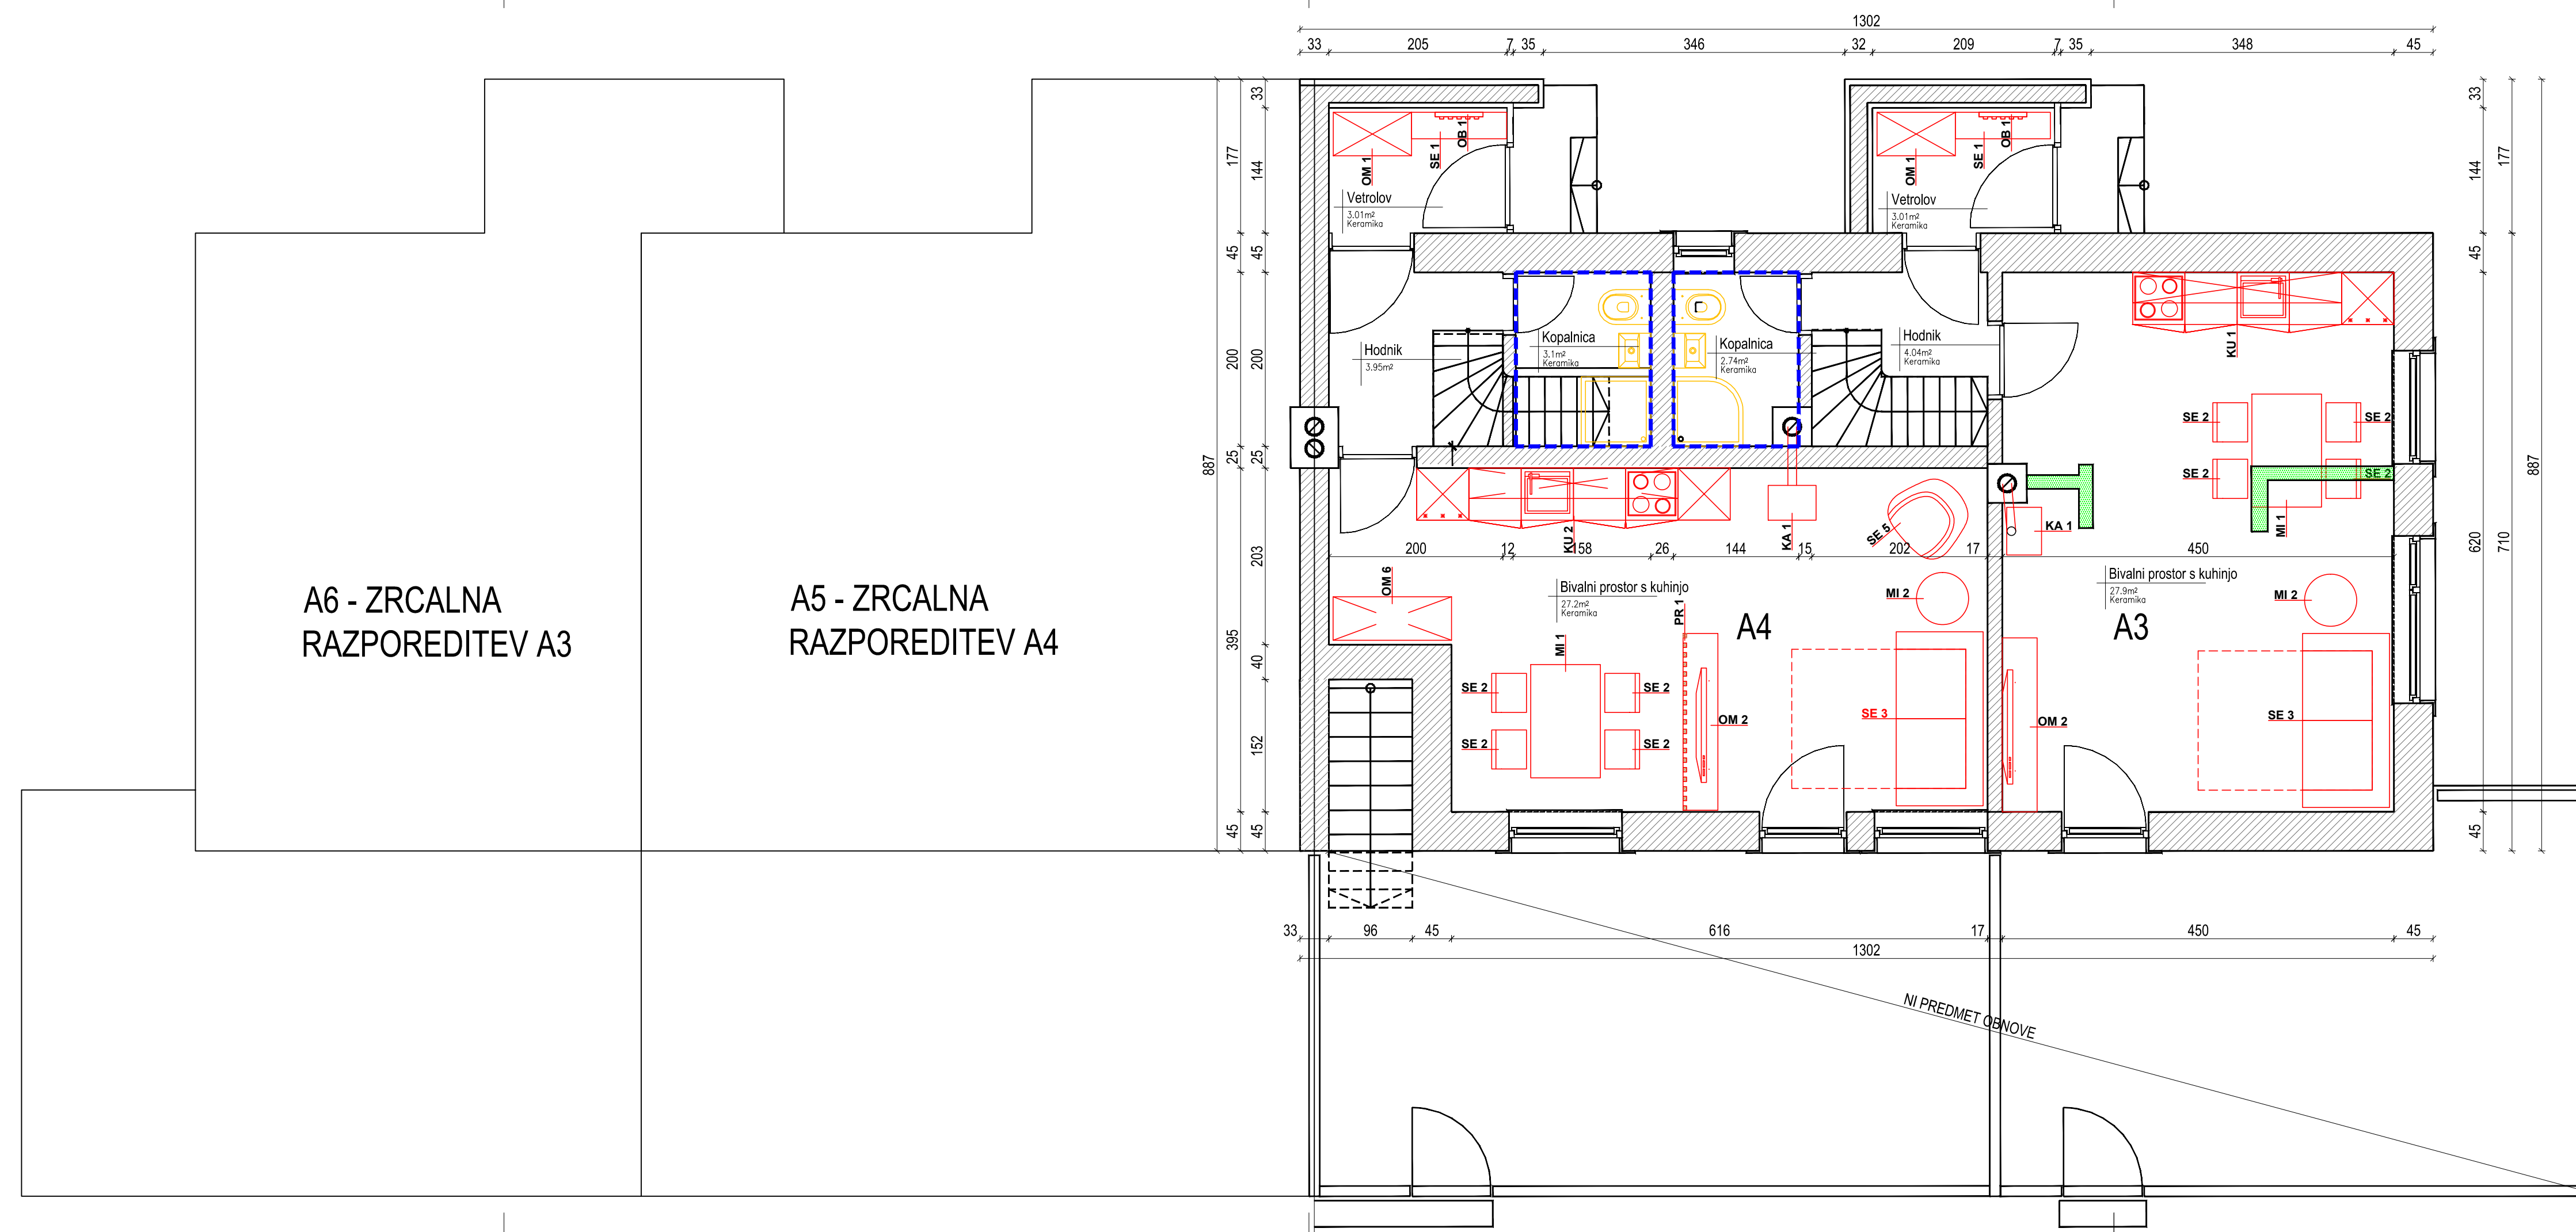 1302
33 205 7 35 346 32 209 7 35 348 45
OM 1
SE 1
OB 1
Vetrolov
3.01m²
Keramika
OM 1
SE 1
OB 1
Vetrolov
3.01m²
Keramika
33
177
144
45
45
200
200
25
25
887
203
395
40
152
45
45
33
144
177
45
620
710
887
45
Hodnik
3.95m²
Kopalnica
3.1m²
Keramika
Kopalnica
2.74m²
Keramika
Hodnik
4.04m²
Keramika
KU 1
SE 2
SE 2
SE 2
SE 2
MI 1
KA 1
KU 2
KA 1
SE 5
200 12 158 26 144 15 202 17 450
OM 6
Bivalni prostor s kuhinjo
27.2m²
Keramika
PR 1
MI 2
A4
Bivalni prostor s kuhinjo
27.9m²
Keramika
MI 2
A3
MI 1
SE 2
SE 2
SE 2
SE 2
OM 2
SE 3
OM 2
SE 3
A6 - ZRCALNA
RAZPOREDITEV A3
A5 - ZRCALNA
RAZPOREDITEV A4
33 96 45 616 17 450 45
1302
NI PREDMET OBNOVE